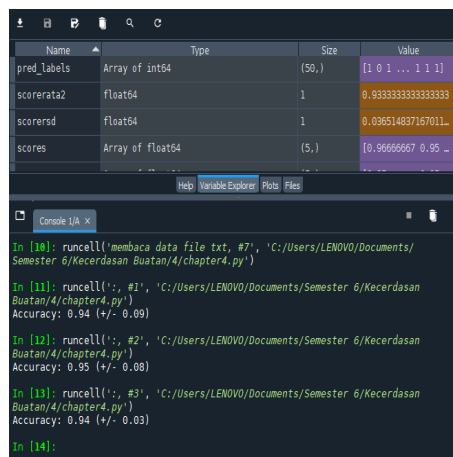 Name Type Size Value
pred_labels Array of int64 (50,) [1 0 1 ... 1 1 1]
scorerata2 float64 1 0.9333333333333333
scorersd float64 1 0.036514837167011…
scores Array of float64 (5,) [0.96666667 0.95 …
Help Variable Explorer Plots Files
Console 1/A ×
In [10]: runcell('membaca data file txt, #7', 'C:/Users/LENOVO/Documents/
Semester 6/Kecerdasan Buatan/4/chapter4.py')
In [11]: runcell(':, #1', 'C:/Users/LENOVO/Documents/Semester 6/Kecerdasan
Buatan/4/chapter4.py')
Accuracy: 0.94 (+/- 0.09)
In [12]: runcell(':, #2', 'C:/Users/LENOVO/Documents/Semester 6/Kecerdasan
Buatan/4/chapter4.py')
Accuracy: 0.95 (+/- 0.08)
In [13]: runcell(':, #3', 'C:/Users/LENOVO/Documents/Semester 6/Kecerdasan
Buatan/4/chapter4.py')
Accuracy: 0.94 (+/- 0.03)
In [14]: